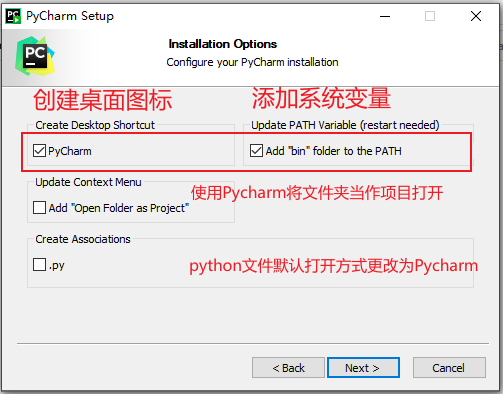 PyCharm Setup
PC
Installation Options
Configure your PyCharm installation
创建桌面图标
添加系统变量
Create Desktop Shortcut
Update PATH Variable (restart needed)
PyCharm
Add "bin" folder to the PATH
Update Context Menu
使用Pycharm将文件夹当作项目打开
Add "Open Folder as Project"
Create Associations
.py
python文件默认打开方式更改为Pycharm
< Back
Next >
Cancel